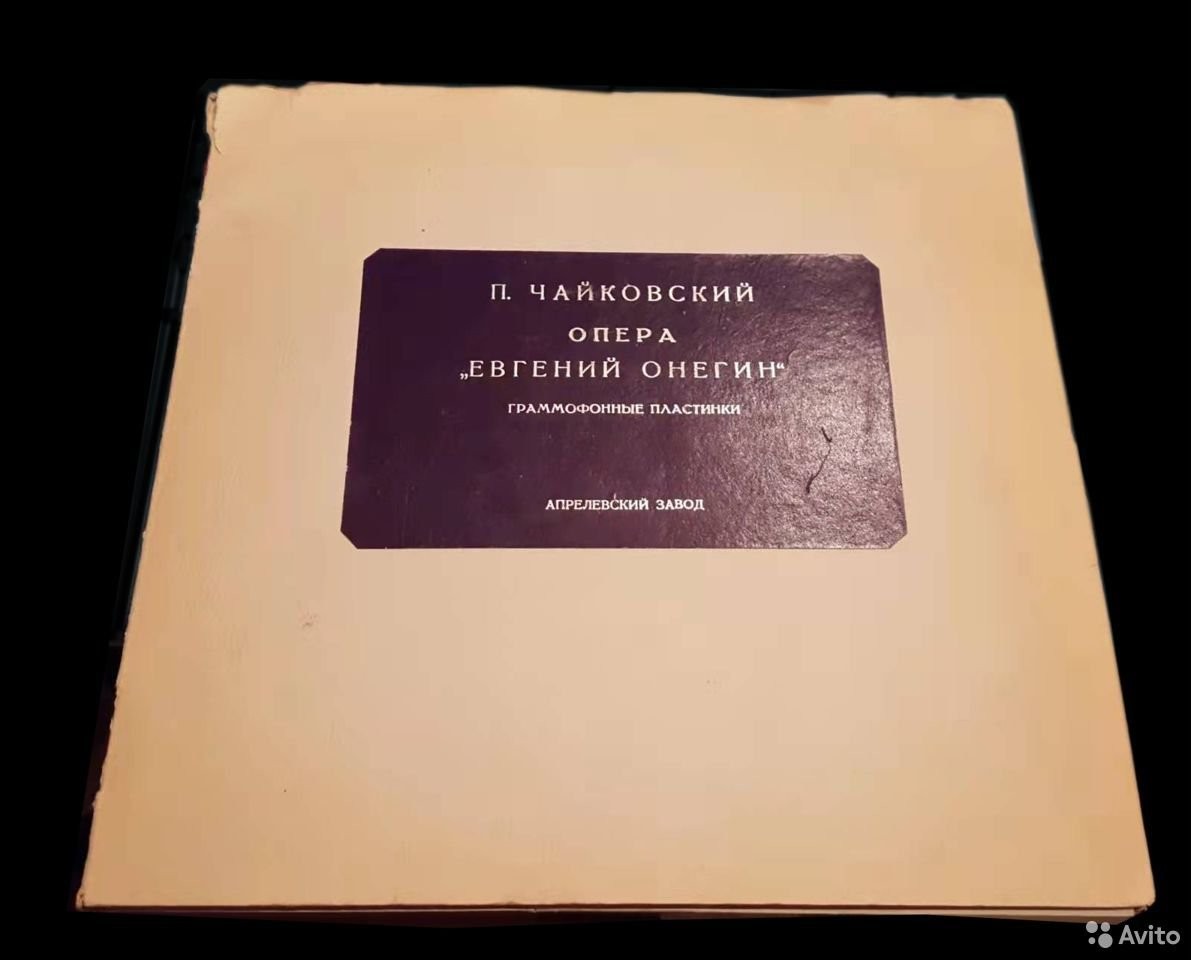 П. ЧАЙКОВСКИЙ
ОПЕРА
„ЕВГЕНИЙ ОНЕГИН“
ГРАММОФОННЫЕ ПЛАСТИНКИ
АПРЕЛЕВСКИЙ ЗАВОД
Avito